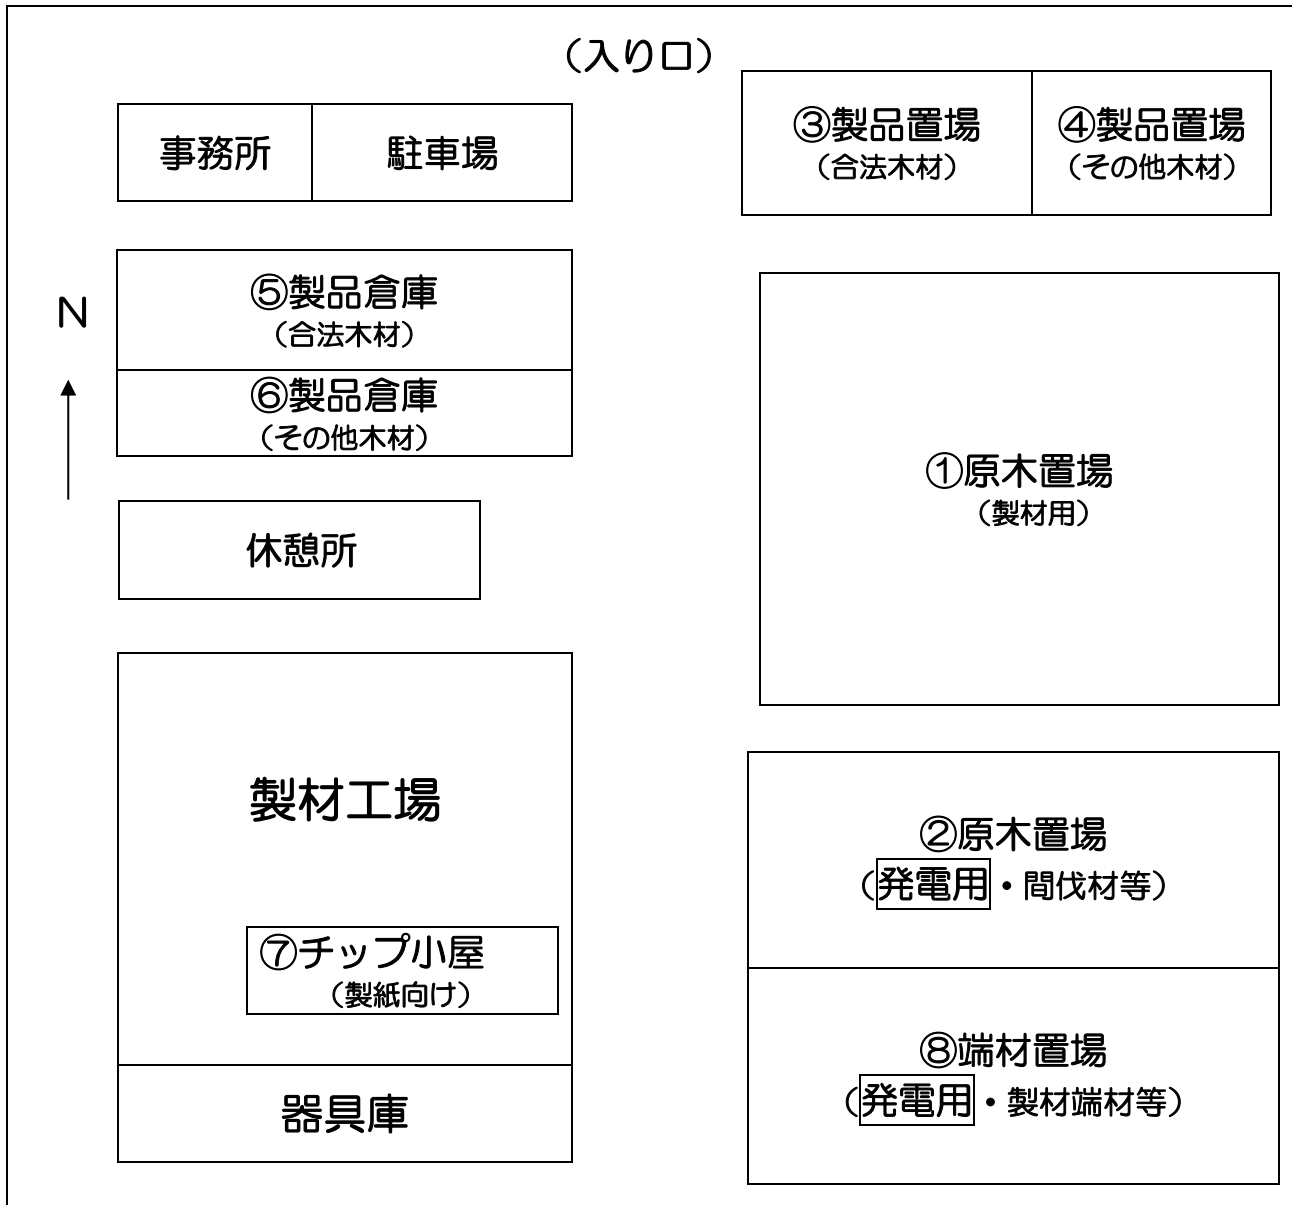 （入り口）
事務所
駐車場
③製品置場
（合法木材）
④製品置場
（その他木材）
N
⑤製品倉庫
（合法木材）
⑥製品倉庫
（その他木材）
休憩所
①原木置場
（製材用）
製材工場
⑦チップ小屋
（製紙向け）
器具庫
②原木置場
（発電用・間伐材等）
⑧端材置場
（発電用・製材端材等）